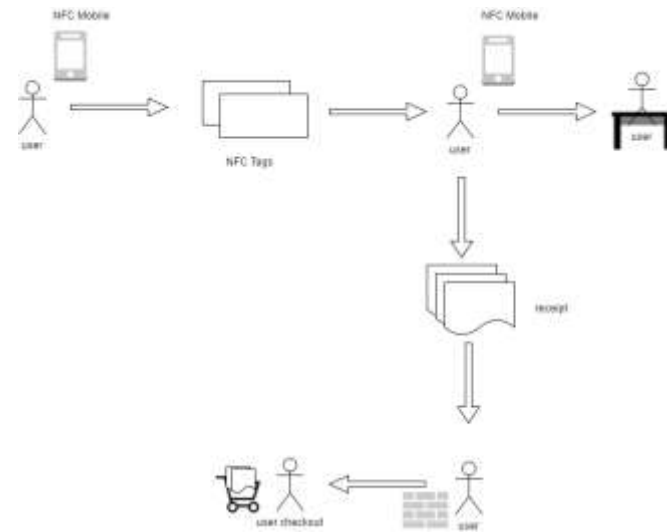 NFC Mobile
NFC Mobile
user
NFC Tags
user
user
receipt
user checkout
user